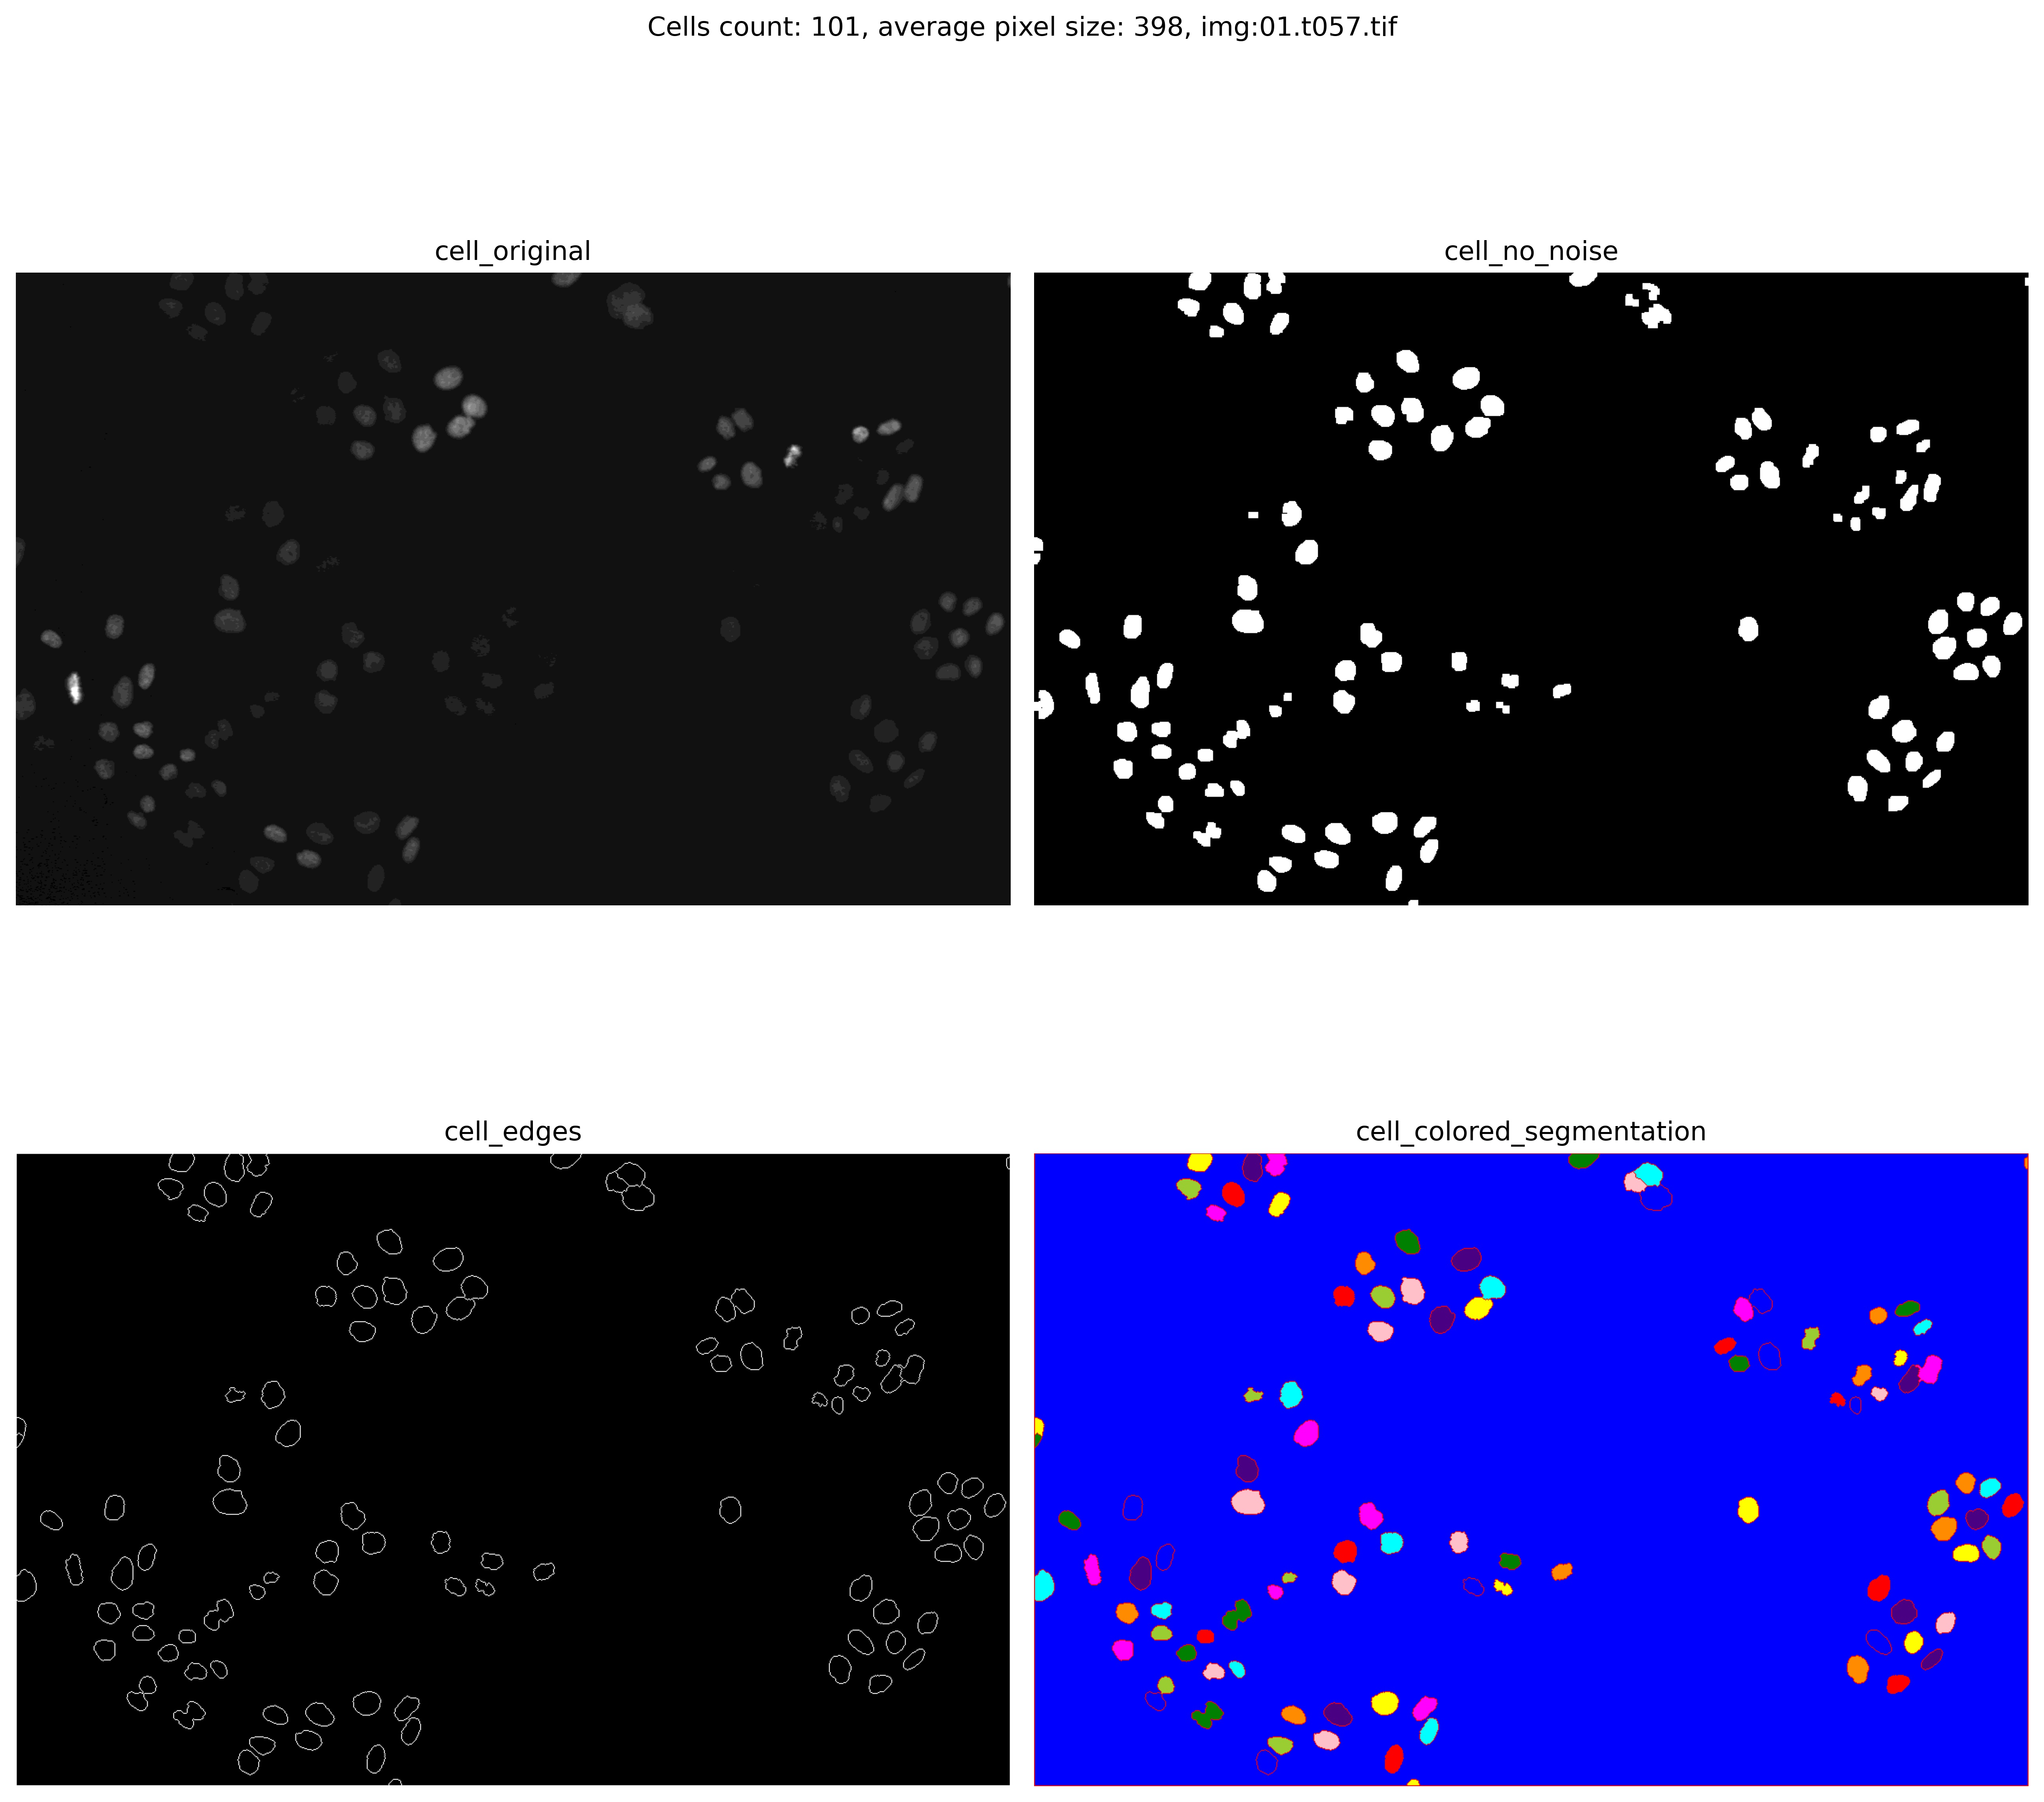 Cells count: 101, average pixel size: 398, img:01.t057.tif
cell_original
cell_no_noise
cell_edges
cell_colored_segmentation